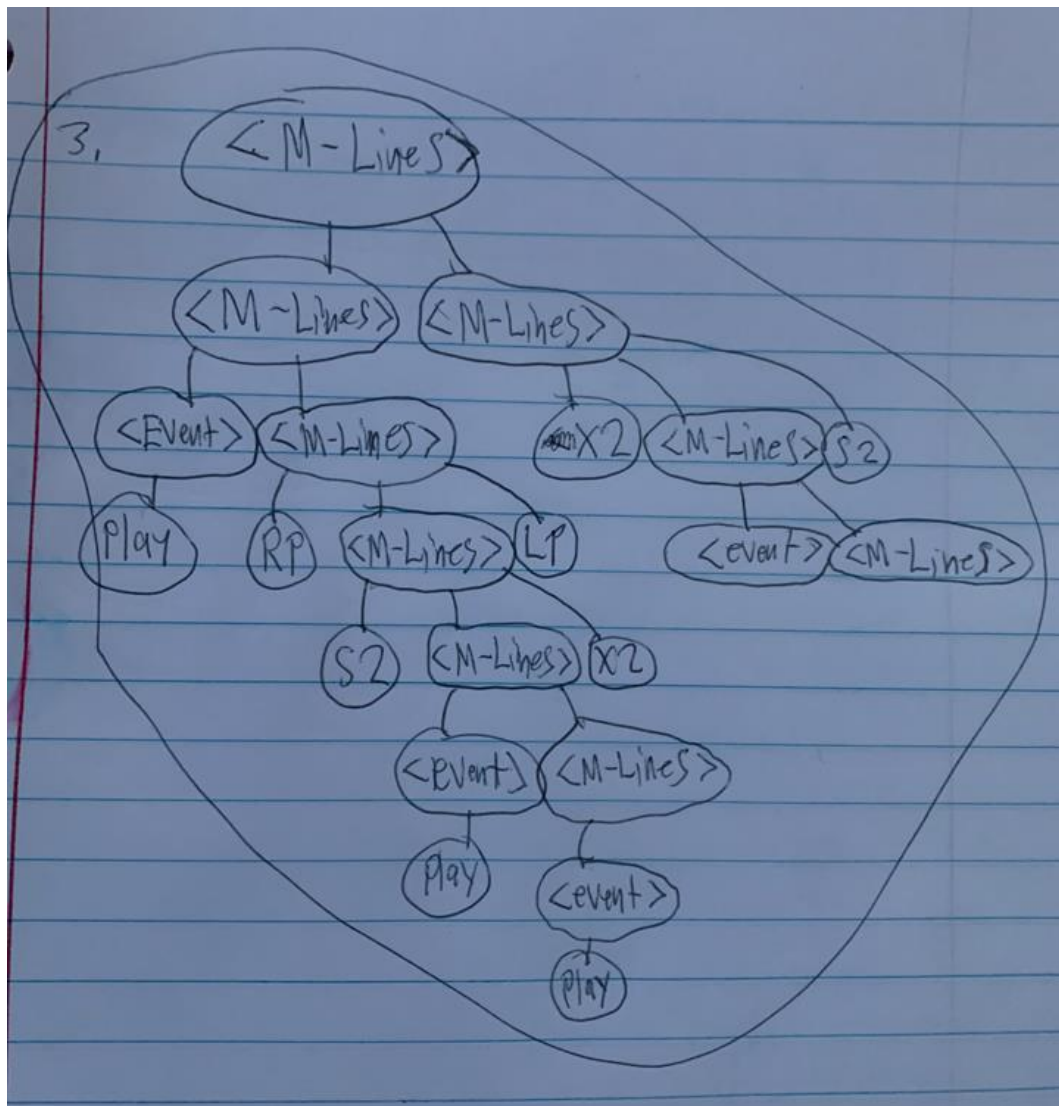 3.
<M-Lines>
<M-Lines> <M-Lines>
<Event> <M-Lines> X2 <M-Lines> S2
Play RP <M-Lines> LP <event> <M-Lines>
S2 <M-Lines> X2
<event> <M-Lines>
Play <event>
Play